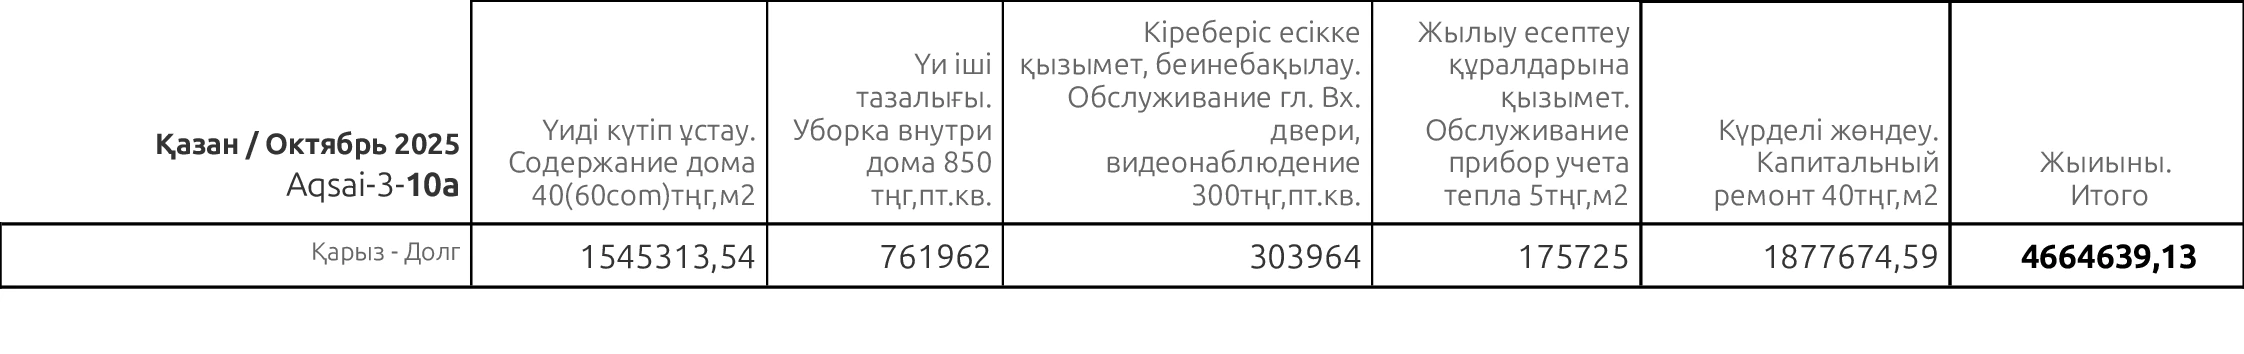 Қазан / Октябрь 2025
Aqsai-3-10а
Үиді күтіп ұстау.
Содержание дома
40(60com)тңг,м2
Үи іші
тазалығы.
Уборка внутри
дома 850
тңг,пт.кв.
Кіреберіс есікке
қызымет, беинебақылау.
Обслуживание гл. Вх.
двери,
видеонаблюдение
300тңг,пт.кв.
Жылыу есептеу
құралдарына
қызымет.
Обслуживание
прибор учета
тепла 5тңг,м2
Күрделі жөндеу.
Капитальный
ремонт 40тңг,м2
Жыиыны.
Итого
Қарыз - Долг
1545313,54
761962
303964
175725
1877674,59
4664639,13